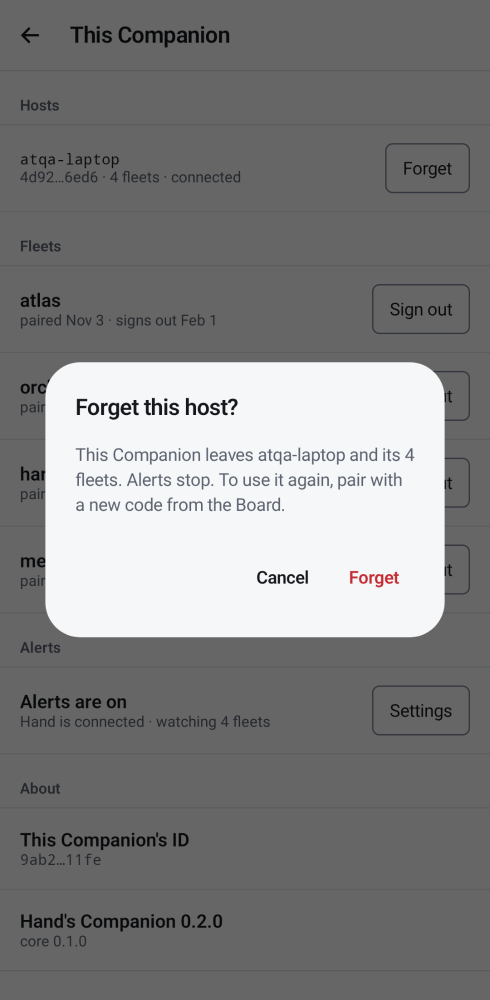 This Companion
Hosts
atqa-laptop
4d92…6ed6 · 4 fleets · connected
Forget
Fleets
atlas
paired Nov 3 · signs out Feb 1
Sign out
Forget this host?
This Companion leaves atqa-laptop and its 4
fleets. Alerts stop. To use it again, pair with
a new code from the Board.
Cancel
Forget
Alerts
Alerts are on
Hand is connected · watching 4 fleets
Settings
About
This Companion's ID
9ab2…11fe
Hand's Companion 0.2.0
core 0.1.0